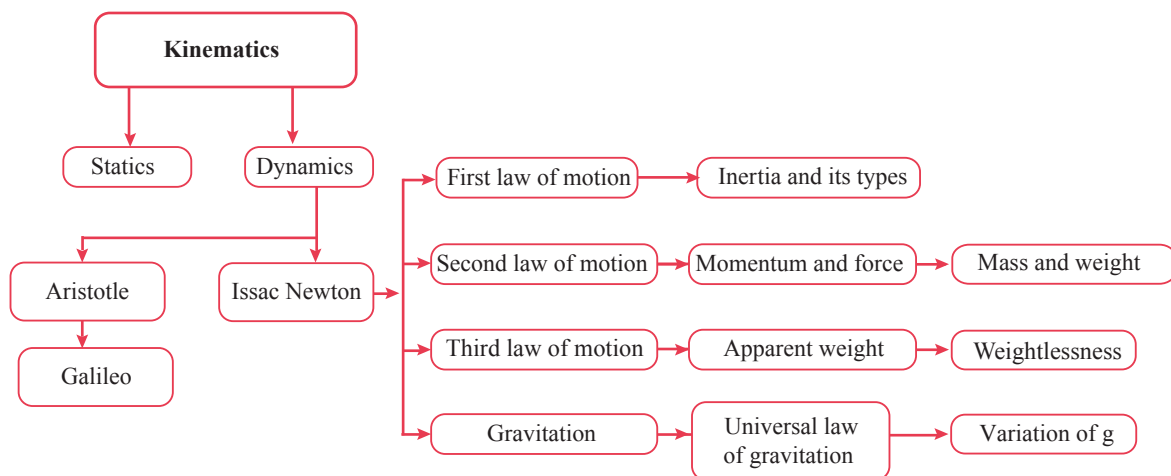 Kinematics
Statics
Dynamics
First law of motion
Inertia and its types
Second law of motion
Momentum and force
Mass and weight
Aristotle
Issac Newton
Third law of motion
Apparent weight
Weightlessness
Galileo
Gravitation
Universal law
of gravitation
Variation of g